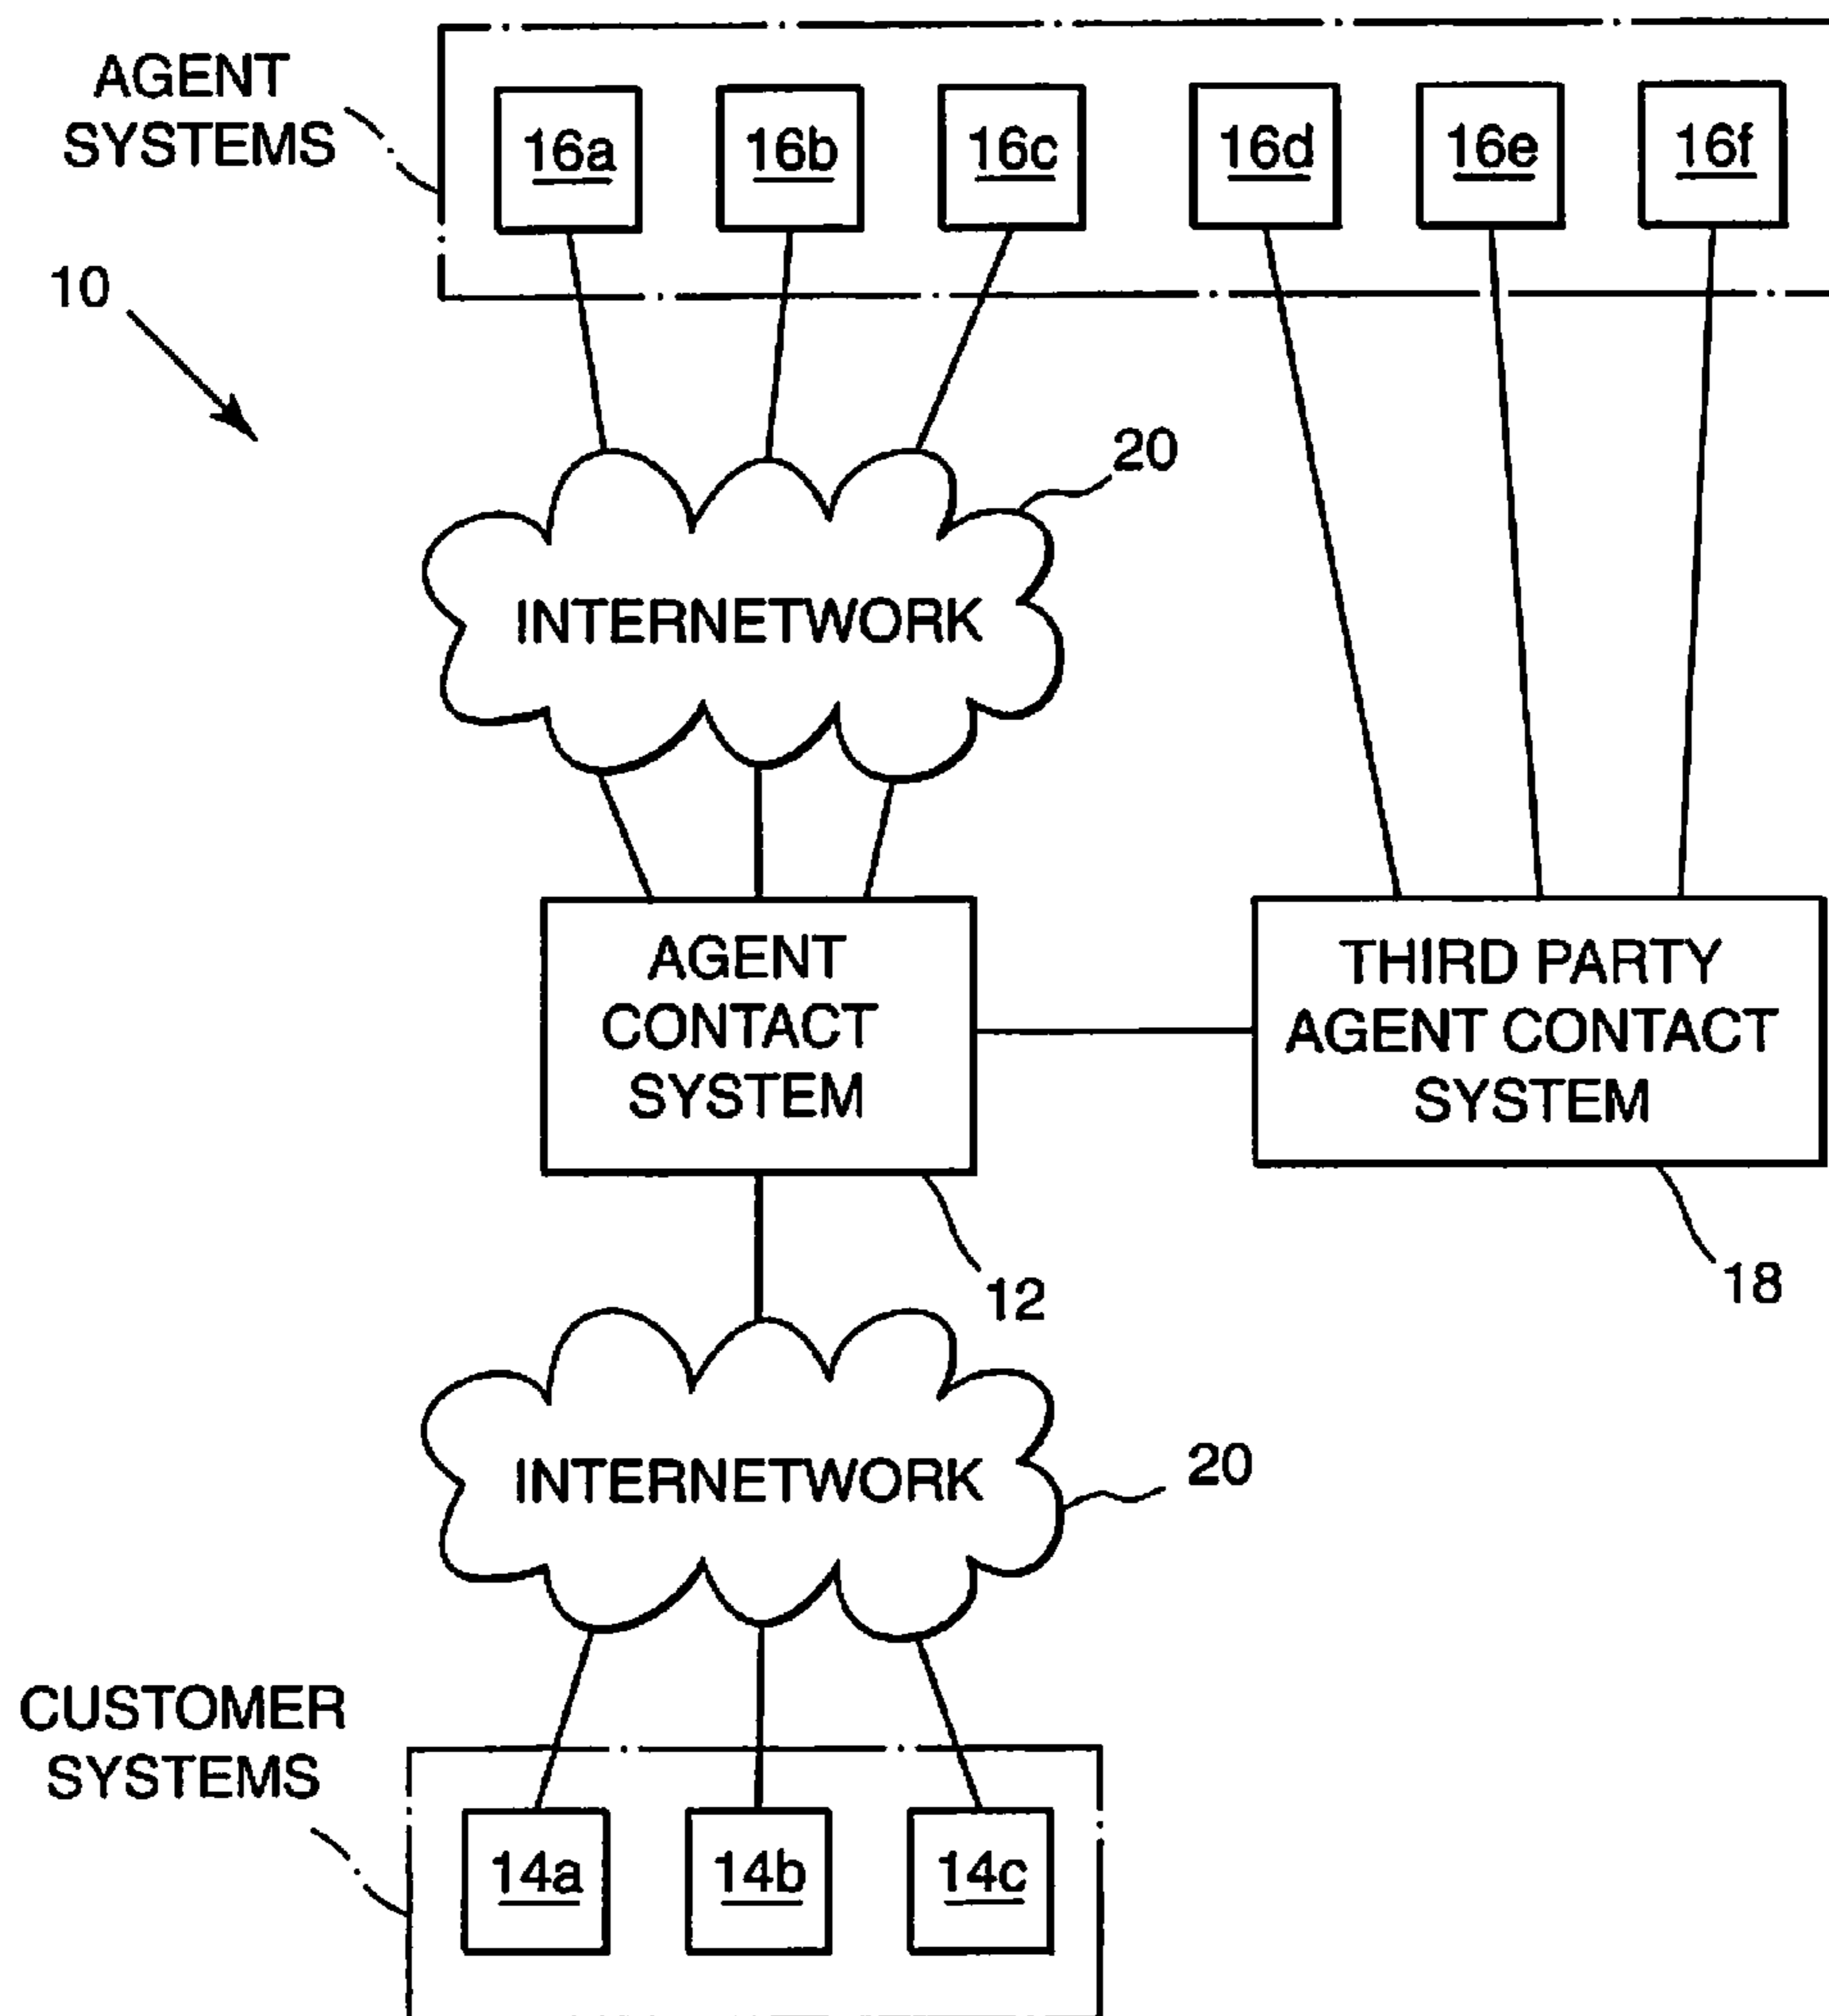 AGENT
SYSTEMS
16a
16b
16c
16d
16e
16f
10
20
INTERNETWORK
AGENT
CONTACT
SYSTEM
THIRD PARTY
AGENT CONTACT
SYSTEM
12
18
INTERNETWORK
20
CUSTOMER
SYSTEMS
14a
14b
14c